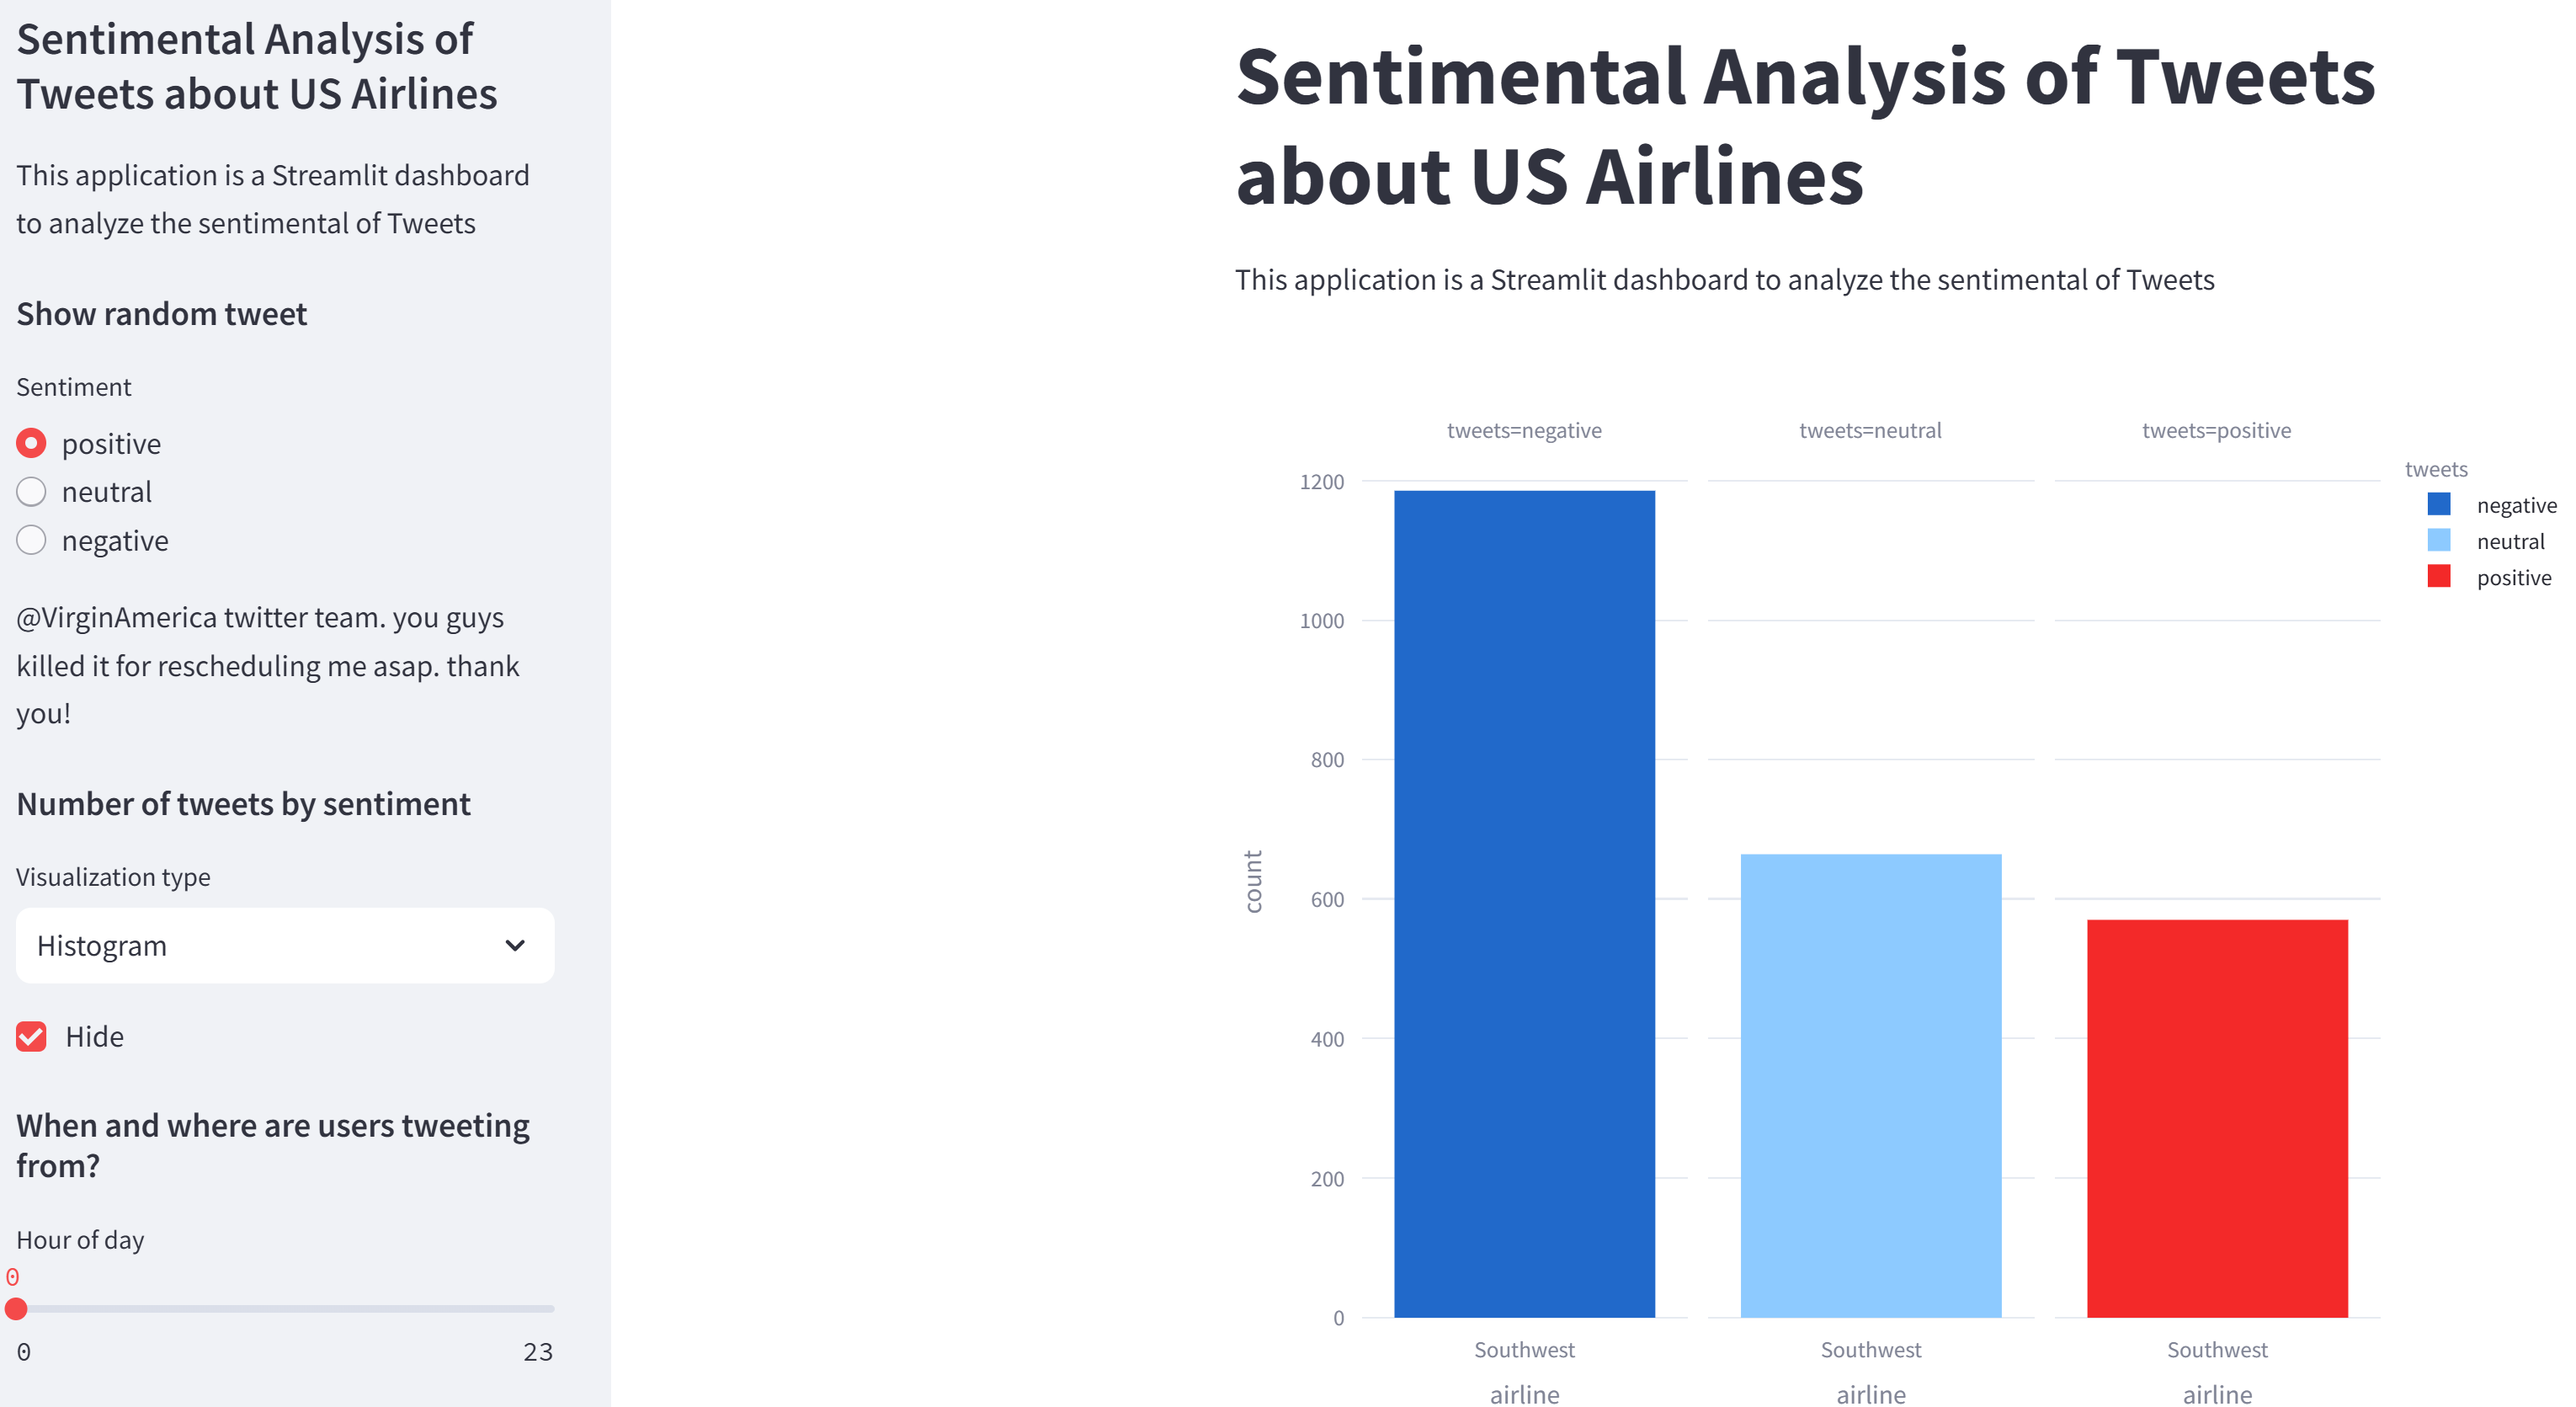 Sentimental Analysis of
Tweets about US Airlines
This application is a Streamlit dashboard
to analyze the sentimental of Tweets
Show random tweet
Sentiment
positive
neutral
negative
@VirginAmerica twitter team. you guys
killed it for rescheduling me asap. thank
you!
Number of tweets by sentiment
Visualization type
Histogram
Hide
When and where are users tweeting
from?
Hour of day
0
0 23
Sentimental Analysis of Tweets
about US Airlines
This application is a Streamlit dashboard to analyze the sentimental of Tweets
tweets=negative tweets=neutral tweets=positive
1200
1000
800
600
400
200
0
count
Southwest Southwest Southwest
airline airline airline
tweets
negative
neutral
positive